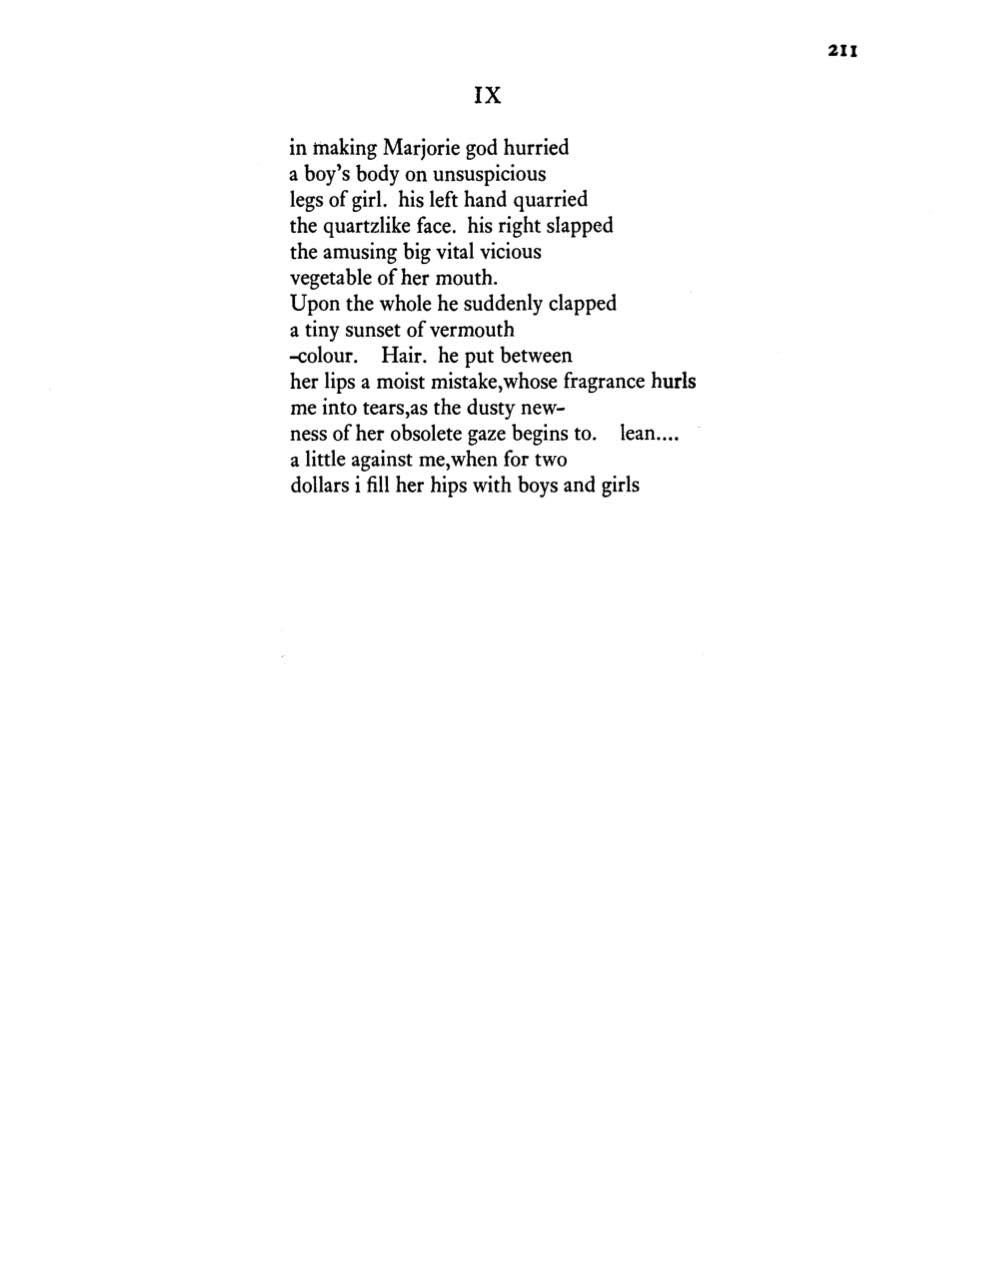 211
IX
in making Marjorie god hurried
a boy's body on unsuspicious
legs of girl.  his left hand quarried
the quartzlike face.  his right slapped
the amusing big vital vicious
vegetable of her mouth.
Upon the whole he suddenly clapped
a tiny sunset of vermouth
-colour.    Hair.  he put between
her lips a moist mistake,whose fragrance hurls
me into tears,as the dusty new-
ness of her obsolete gaze begins to.    lean....
a little against me,when for two
dollars i fill her hips with boys and girls